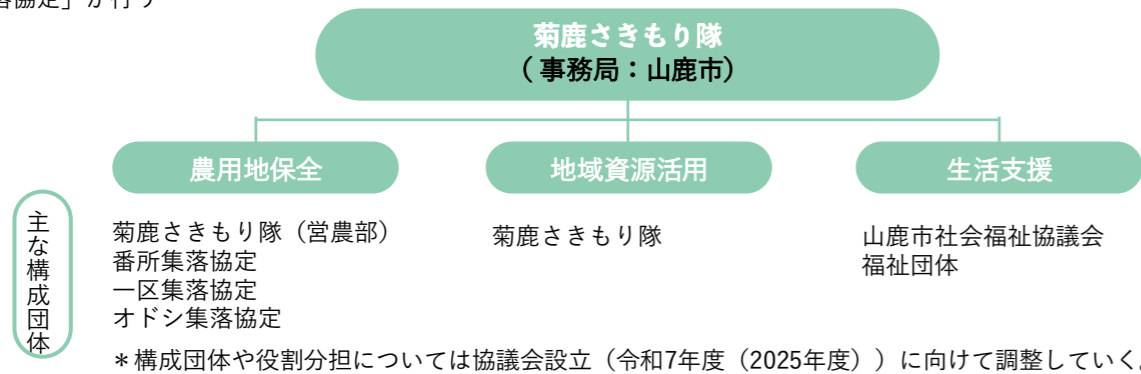 落協定」が行う
菊鹿さきもり隊
（事務局：山鹿市）
農用地保全
地域資源活用
生活支援
主な構成団体
菊鹿さきもり隊（営農部）
番所集落協定
一区集落協定
オドシ集落協定
菊鹿さきもり隊
山鹿市社会福祉協議会
福祉団体
＊構成団体や役割分担については協議会設立（令和7年度（2025年度））に向けて調整していく。